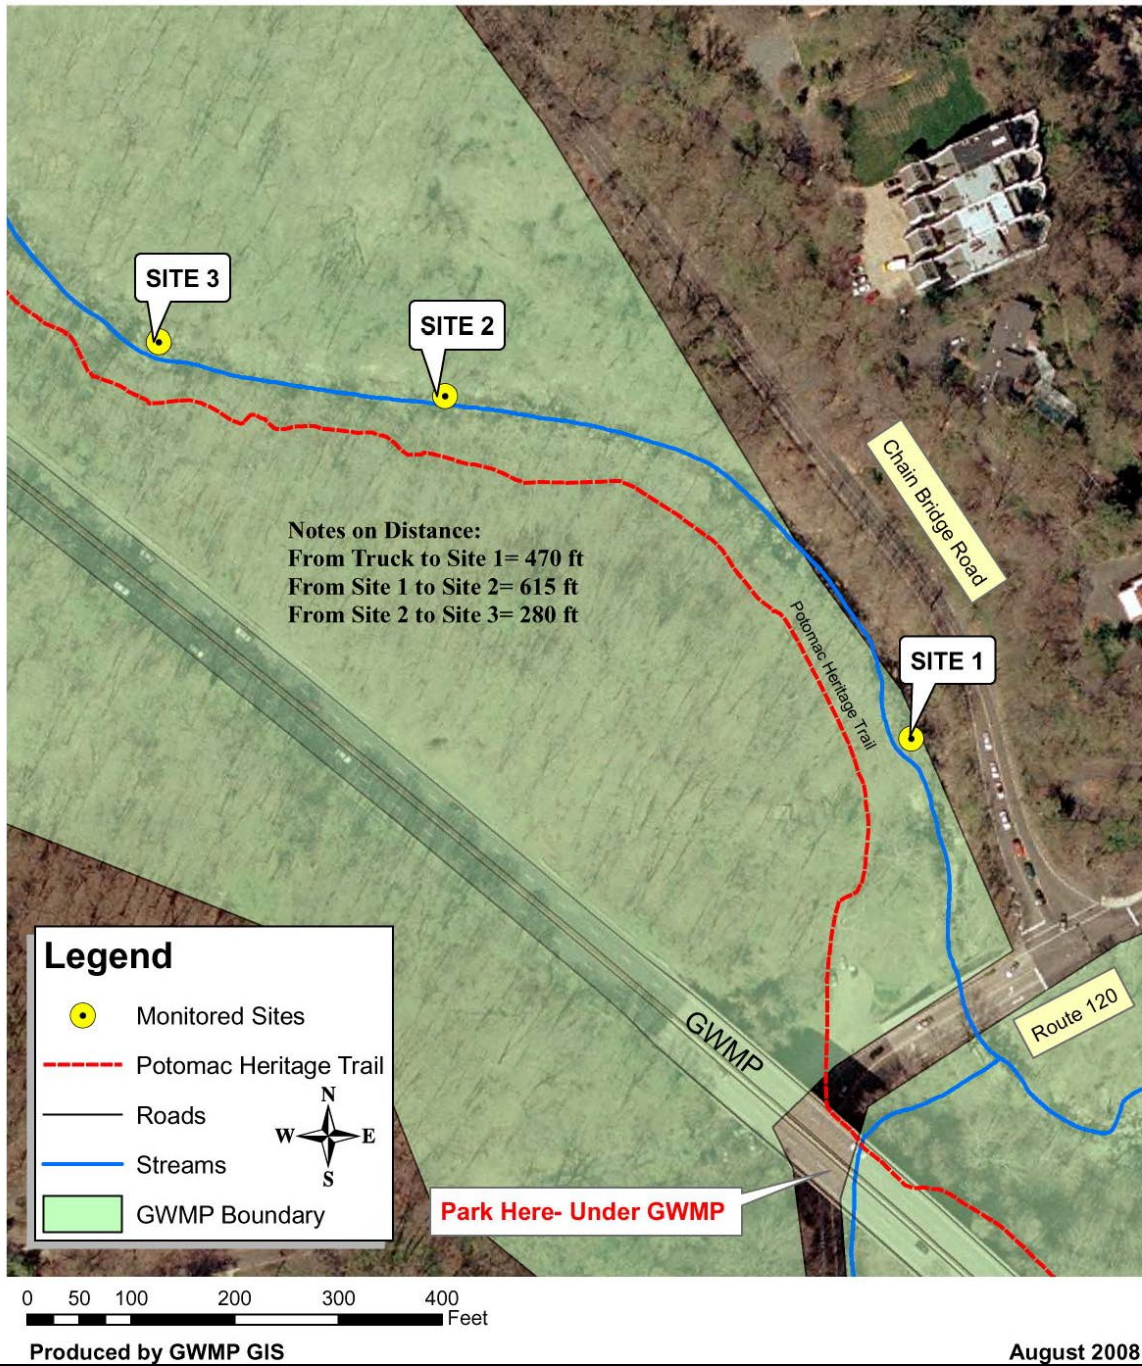 SITE 3
SITE 2
Chain Bridge Road
Notes on Distance:
From Truck to Site 1= 470 ft
From Site 1 to Site 2= 615 ft
From Site 2 to Site 3= 280 ft
Potomac Heritage Trail
SITE 1
Legend
Monitored Sites
Potomac Heritage Trail
Roads
Streams
GWMP Boundary
N
W E
S
GWMP
Route 120
Park Here- Under GWMP
0 50 100 200 300 400
Feet
Produced by GWMP GIS August 2008